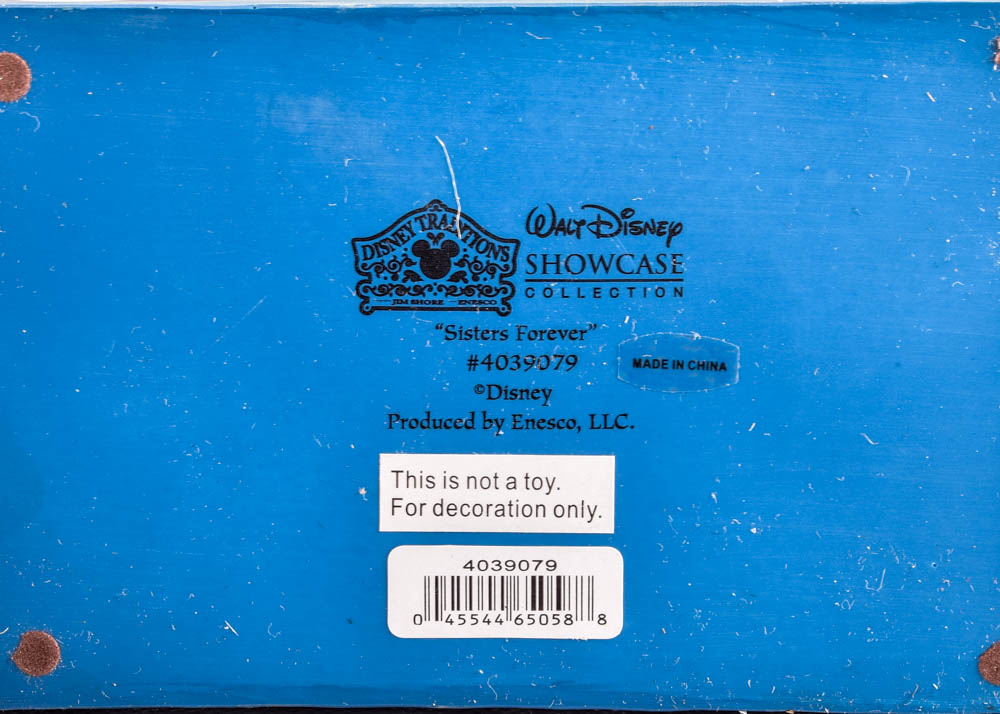 DISNEY TRADITIONS
JIM SHORE ENESCO
WALT DISNEY
SHOWCASE
COLLECTION
"Sisters Forever"
#4039079
MADE IN CHINA
©Disney
Produced by Enesco, LLC.
This is not a toy.
For decoration only.
4039079
0 45544 65058 8